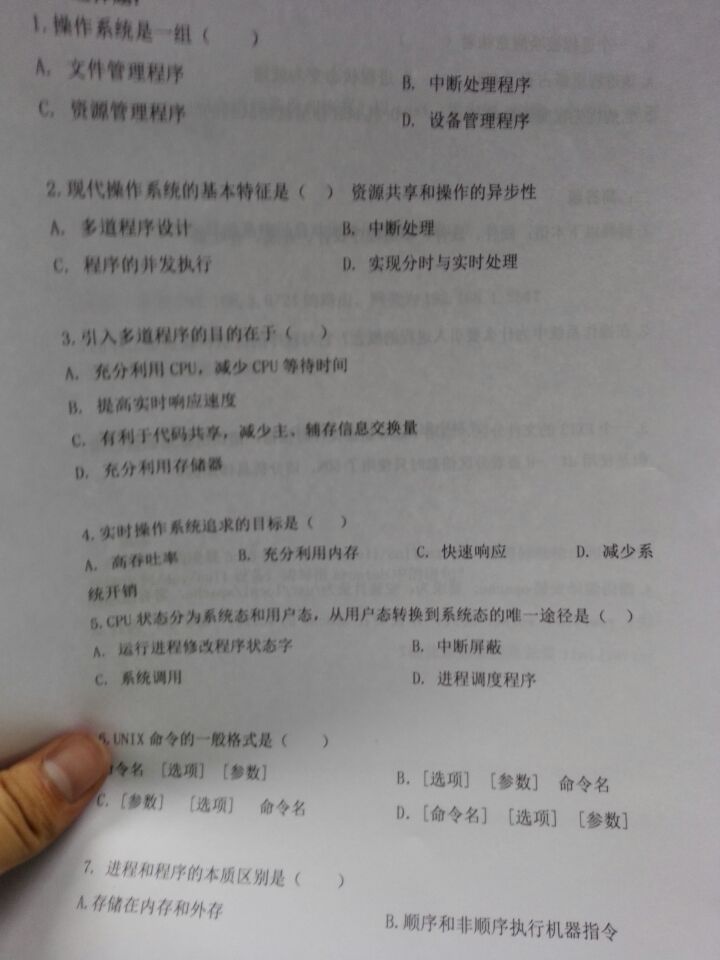 1.操作系统是一组（ ）
A. 文件管理程序 B. 中断处理程序
C. 资源管理程序 D. 设备管理程序
2.现代操作系统的基本特征是（ ）资源共享和操作的异步性
A. 多道程序设计 B. 中断处理
C. 程序的并发执行 D. 实现分时与实时处理
3.引入多道程序的目的在于（ ）
A. 充分利用CPU，减少CPU等待时间
B. 提高实时响应速度
C. 有利于代码共享，减少主、辅存信息交换量
D. 充分利用存储器
4.实时操作系统追求的目标是（ ）
A. 高吞吐率 B. 充分利用内存 C. 快速响应 D. 减少系
统开销
5.CPU状态分为系统态和用户态，从用户态转换到系统态的唯一途径是（ ）
A. 运行进程修改程序状态字 B. 中断屏蔽
C. 系统调用 D. 进程调度程序
6.UNIX命令的一般格式是（ ）
命令名 [选项] [参数] B. [选项] [参数] 命令名
C. [参数] [选项] 命令名 D. [命令名] [选项] [参数]
7. 进程和程序的本质区别是（ ）
A.存储在内存和外存 B.顺序和非顺序执行机器指令